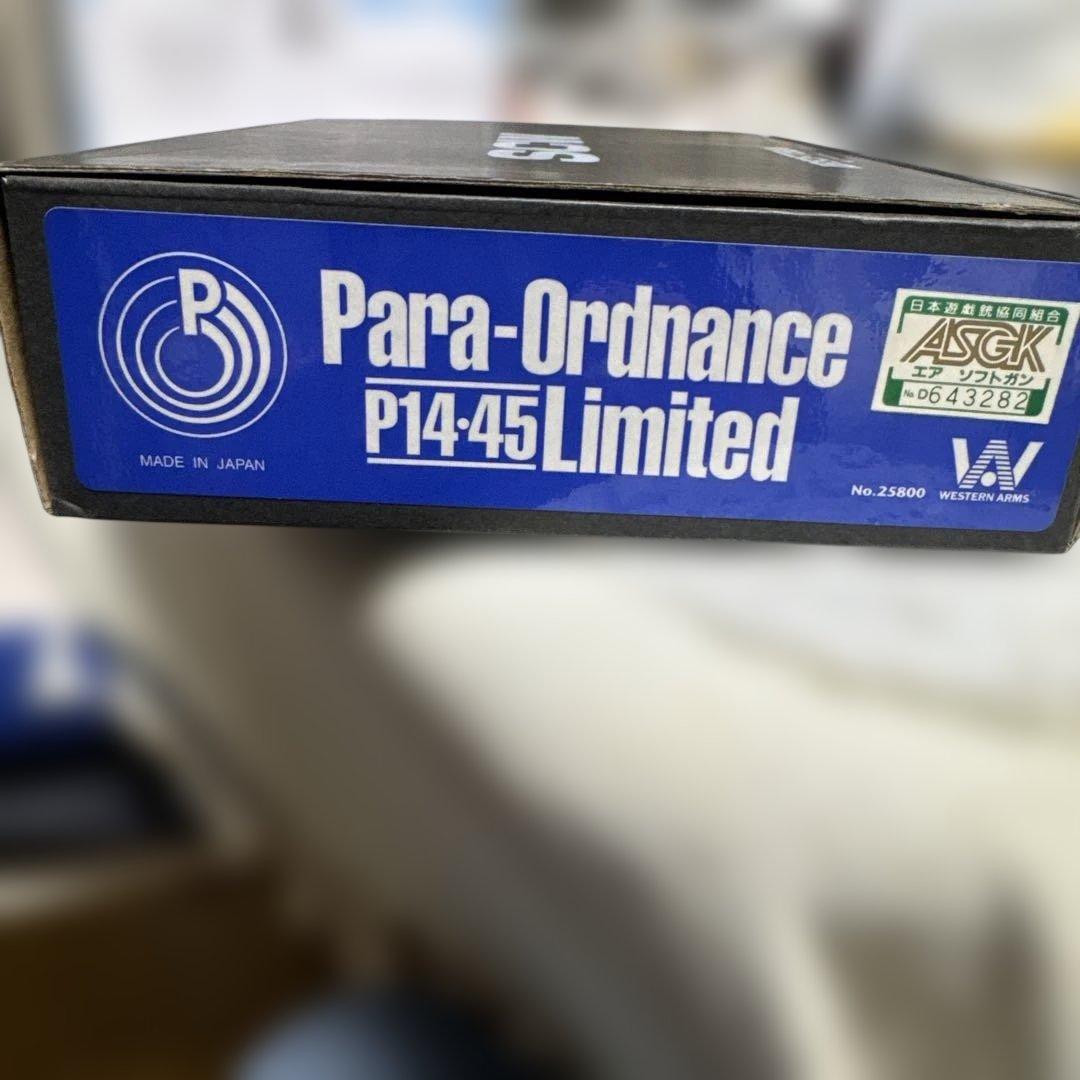 P
MADE IN JAPAN
Para-Ordnance
P14·45 Limited
日本遊戯銃協同組合
ASGK
エア ソフトガン
No. D643282
No.25800
WA
WESTERN ARMS